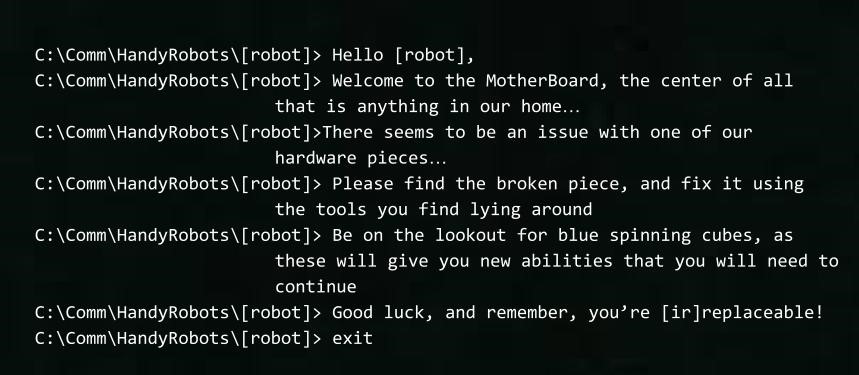 C:\Comm\HandyRobots\[robot]> Hello [robot],
C:\Comm\HandyRobots\[robot]> Welcome to the MotherBoard, the center of all
that is anything in our home…
C:\Comm\HandyRobots\[robot]>There seems to be an issue with one of our
hardware pieces…
C:\Comm\HandyRobots\[robot]> Please find the broken piece, and fix it using
the tools you find lying around
C:\Comm\HandyRobots\[robot]> Be on the lookout for blue spinning cubes, as
these will give you new abilities that you will need to
continue
C:\Comm\HandyRobots\[robot]> Good luck, and remember, you’re [ir]replaceable!
C:\Comm\HandyRobots\[robot]> exit